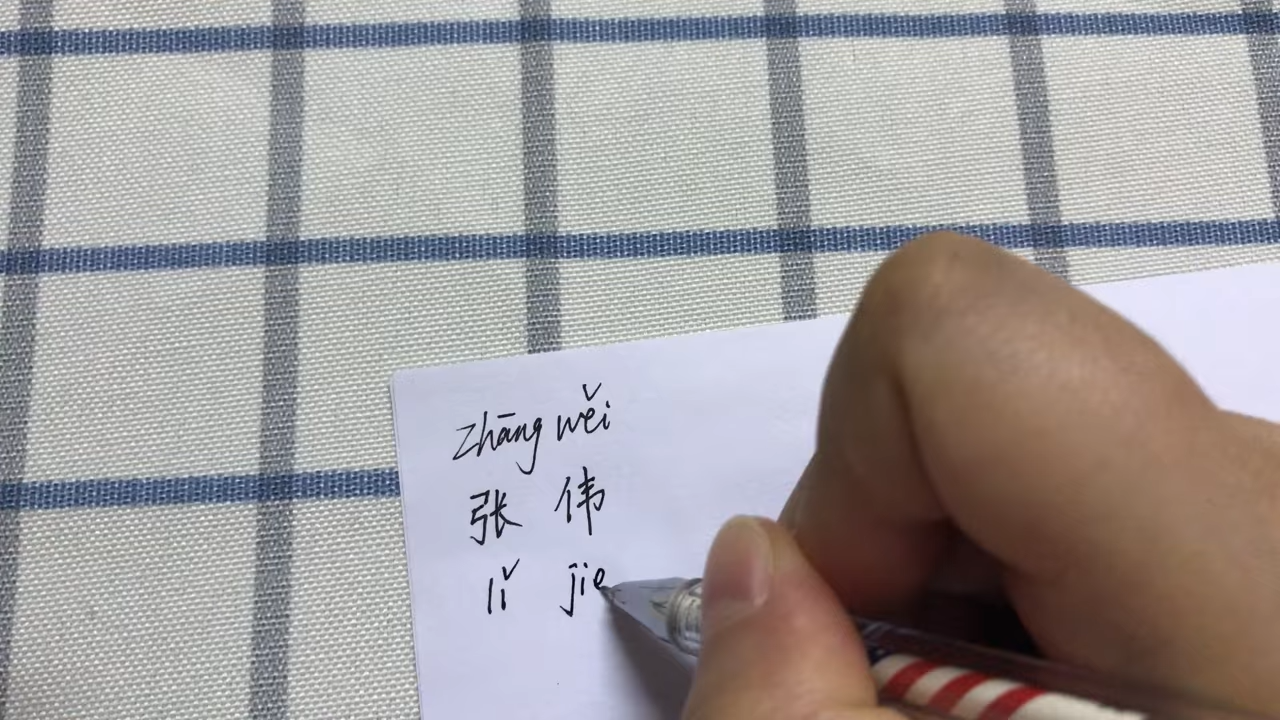 zhāng wěi
张 伟
lǐ jie